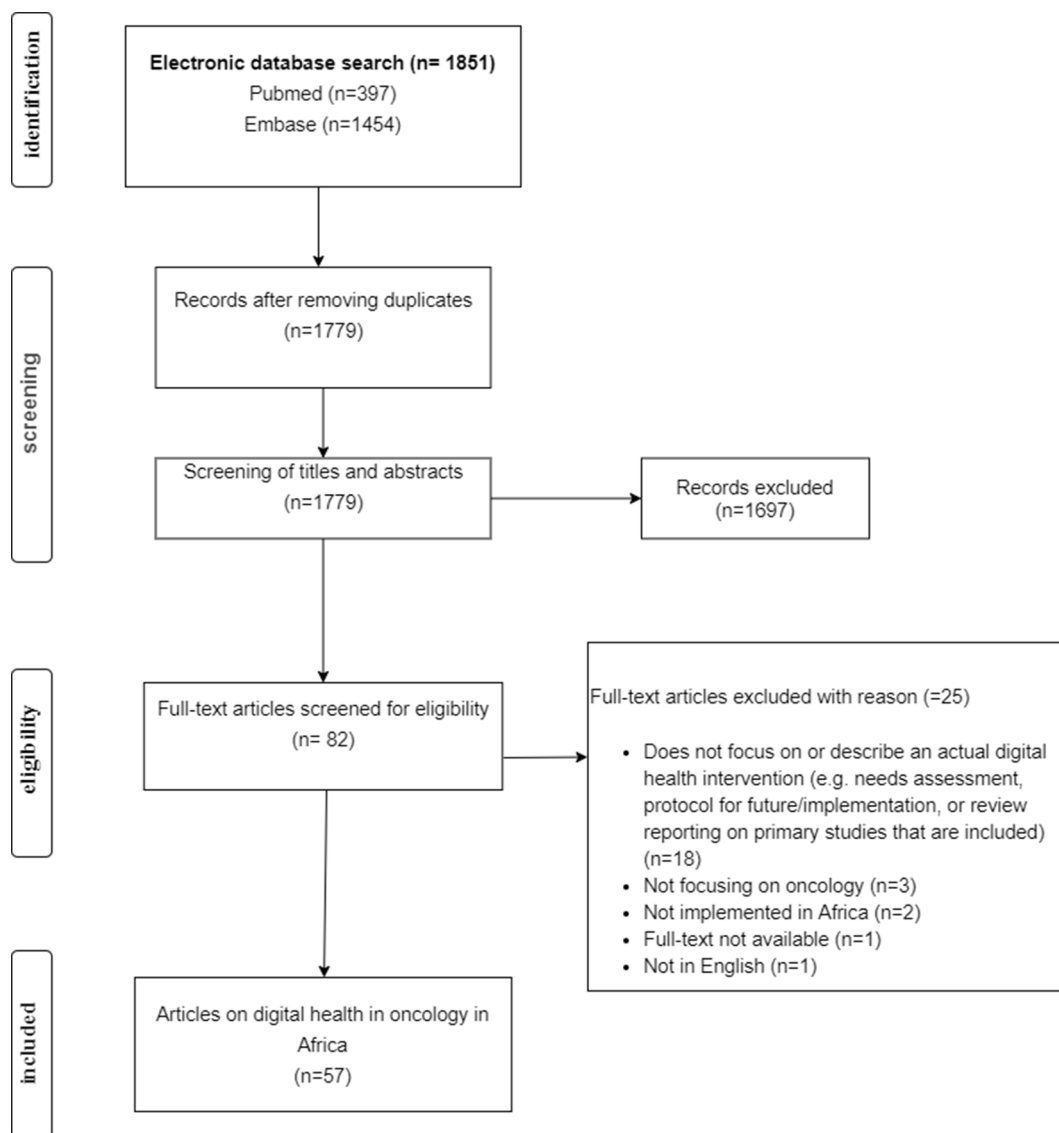 identification
Electronic database search (n= 1851)
Pubmed (n=397)
Embase (n=1454)
screening
Records after removing duplicates
(n=1779)
Screening of titles and abstracts
(n=1779)
Records excluded
(n=1697)
eligibility
Full-text articles screened for eligibility
(n= 82)
Full-text articles excluded with reason (=25)
• Does not focus on or describe an actual digital
health intervention (e.g. needs assessment,
protocol for future/implementation, or review
reporting on primary studies that are included)
(n=18)
• Not focusing on oncology (n=3)
• Not implemented in Africa (n=2)
• Full-text not available (n=1)
• Not in English (n=1)
included
Articles on digital health in oncology in
Africa
(n=57)